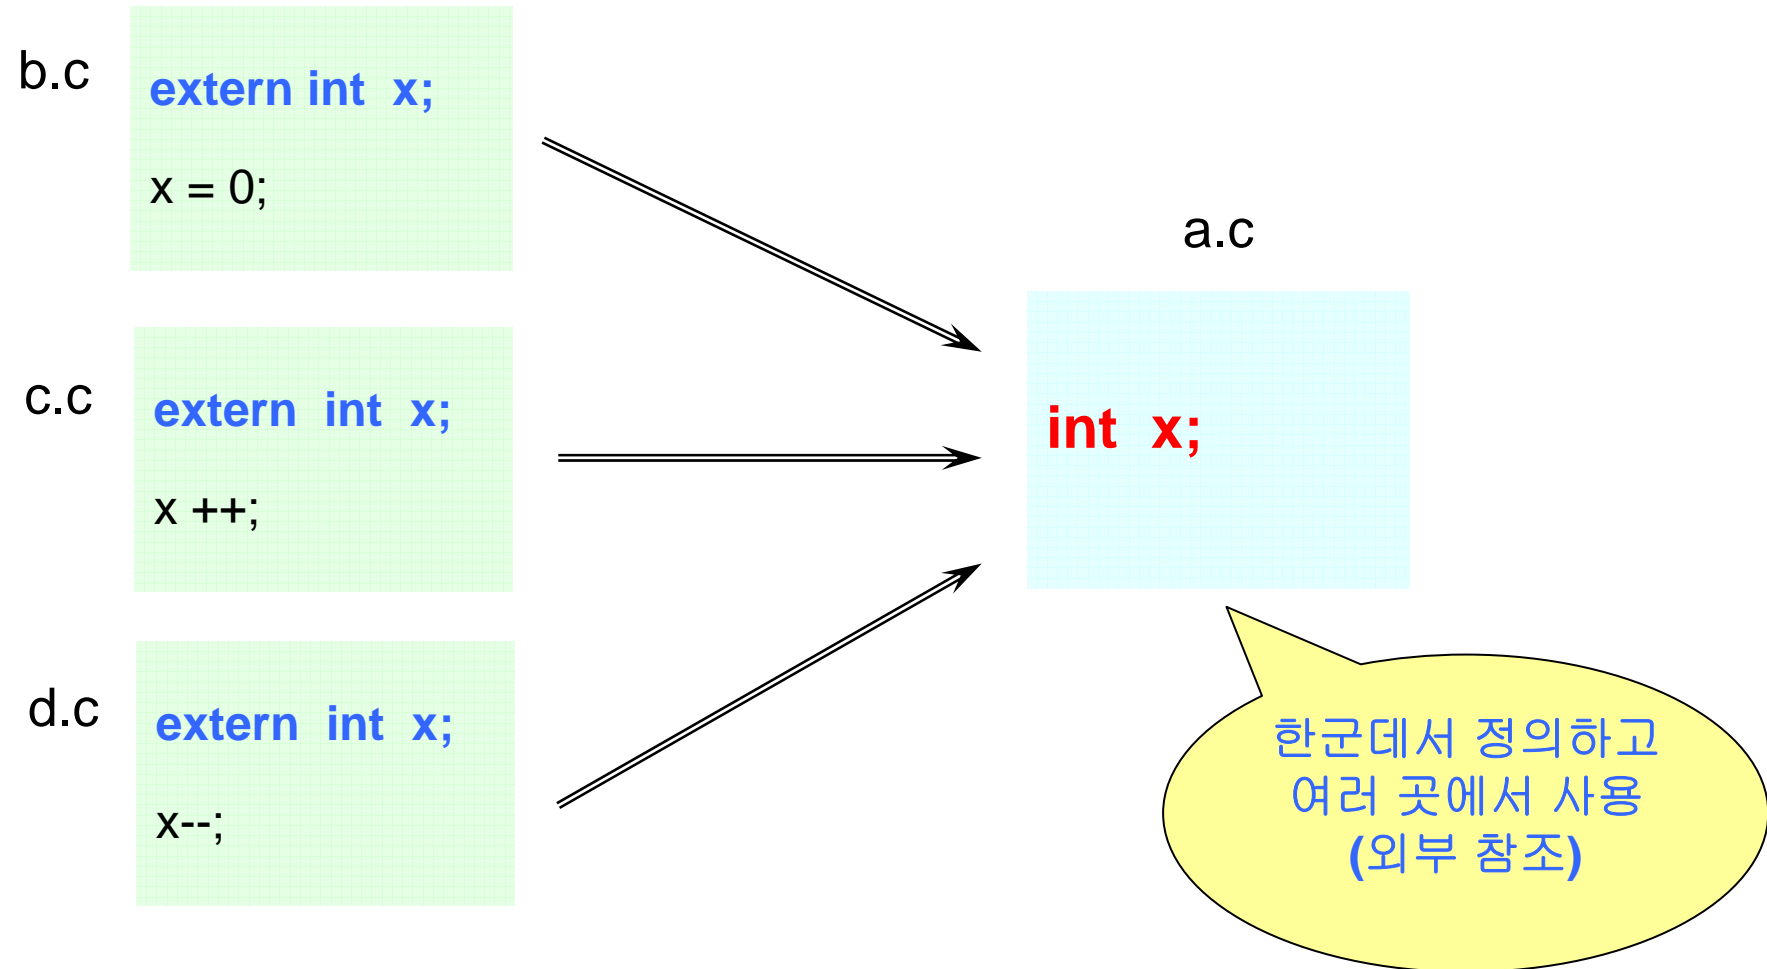 b.c
extern int x;
x = 0;
c.c
extern int x;
x ++;
d.c
extern int x;
x--;
a.c
int x;
한군데서 정의하고
여러 곳에서 사용
(외부 참조)